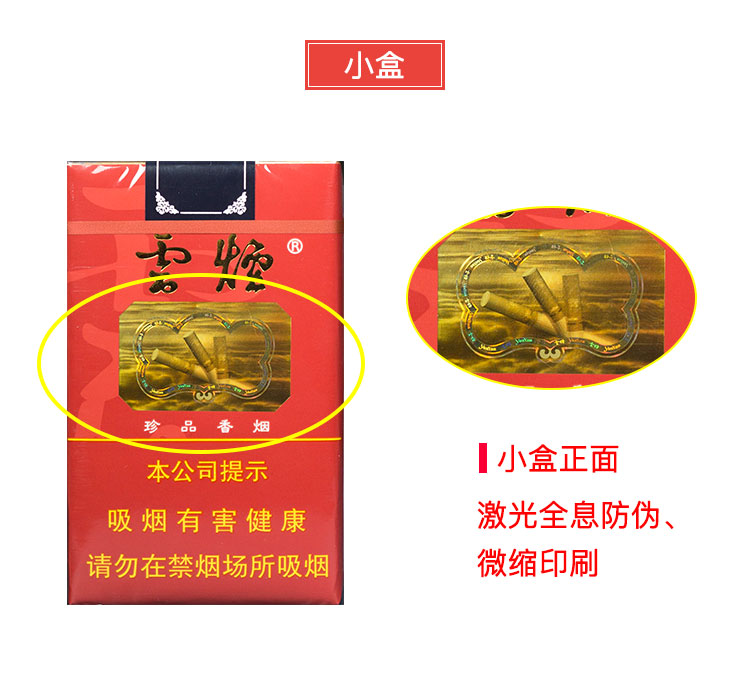 小盒
雲煙®
珍品香烟
本公司提示
吸烟有害健康
请勿在禁烟场所吸烟
小盒正面
激光全息防伪、
微缩印刷